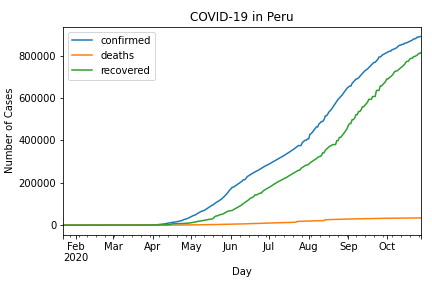 COVID-19 in Peru
confirmed
deaths
recovered
800000
600000
400000
200000
0
Number of Cases
Feb Mar Apr May Jun Jul Aug Sep Oct
2020
Day